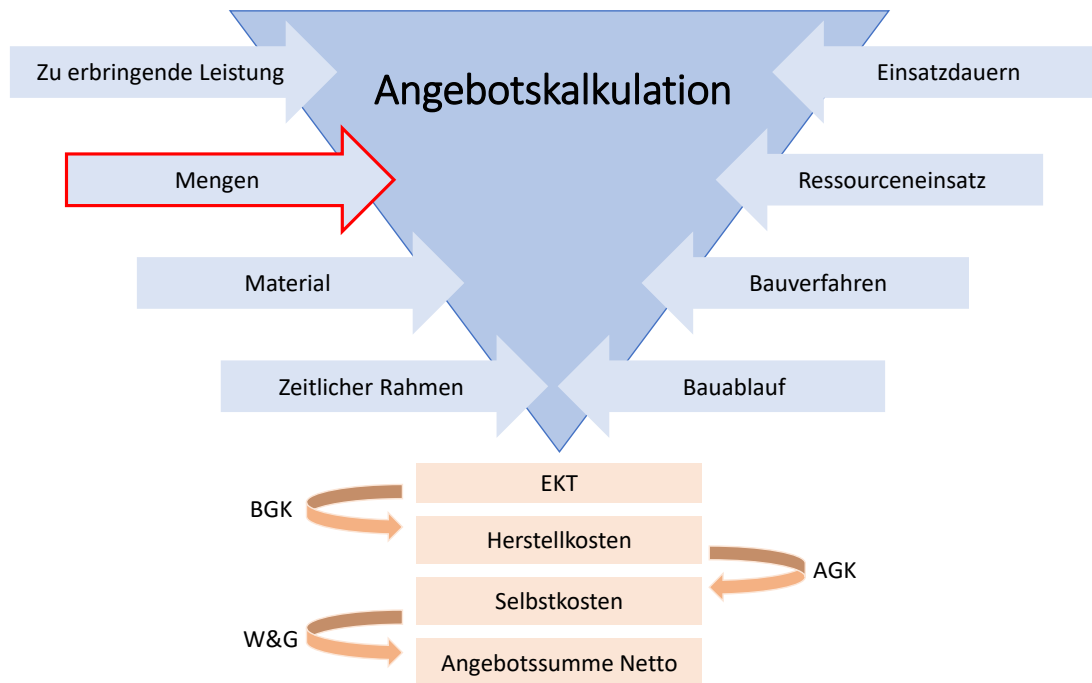 Angebotskalkulation
Zu erbringende Leistung
Einsatzdauern
Mengen
Ressourceneinsatz
Material
Bauverfahren
Zeitlicher Rahmen
Bauablauf
EKT
BGK
Herstellkosten
AGK
Selbstkosten
W&G
Angebotssumme Netto